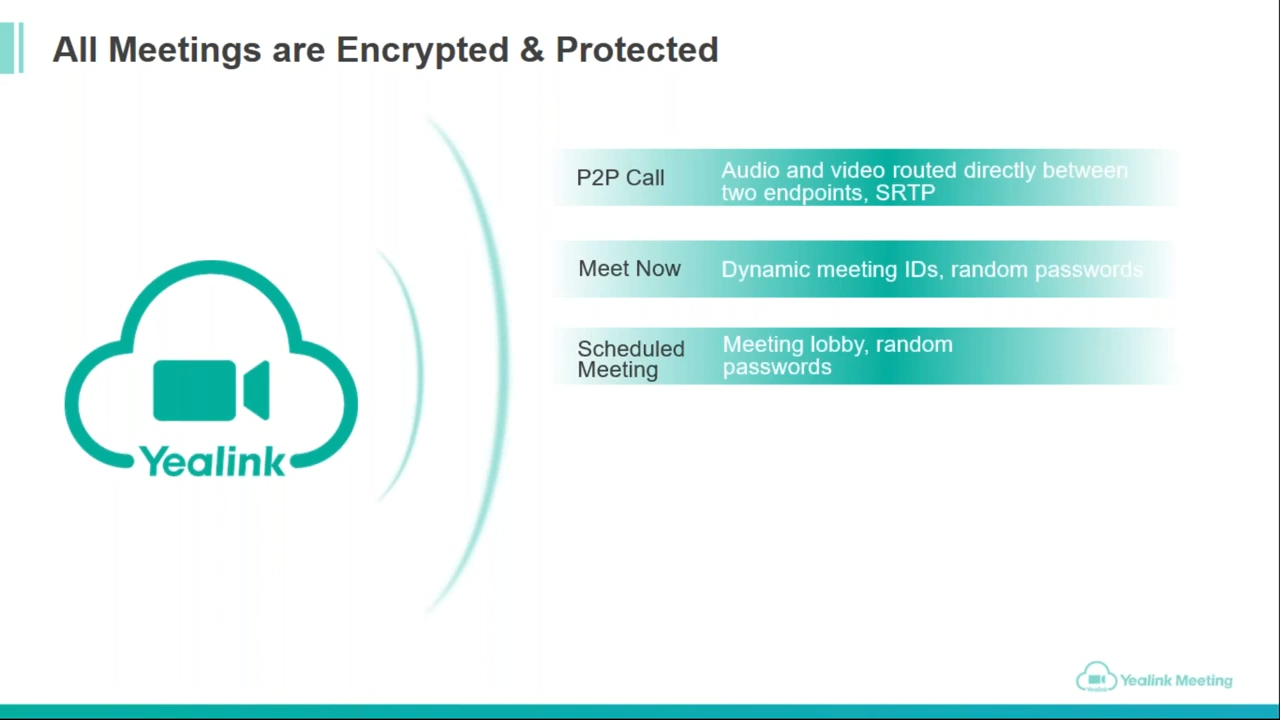 All Meetings are Encrypted & Protected
P2P Call
Audio and video routed directly between
two endpoints, SRTP
Meet Now
Dynamic meeting IDs, random passwords
Scheduled
Meeting
Meeting lobby, random
passwords
Yealink
Yealink
Yealink Meeting